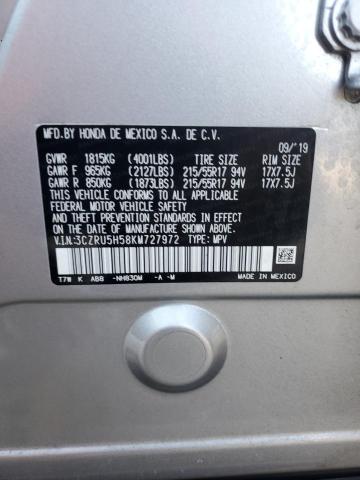 MFD.BY HONDA DE MEXICO S.A. DE C.V.
09/'19
GVWR 1815KG (4001LBS) TIRE SIZE RIM SIZE
GAWR F 965KG (2127LBS) 215/55R17 94V 17X7.5J
GAWR R 850KG (1873LBS) 215/55R17 94V 17X7.5J
THIS VEHICLE CONFORMS TO ALL APPLICABLE
FEDERAL MOTOR VEHICLE SAFETY AND THEFT
PREVENTION STANDARDS IN EFFECT ON THE DATE
OF MANUFACTURE SHOWN ABOVE.
V.I.N:3CZRU5H58KM727972 TYPE: MPV
MADE IN MEXICO
T7W K ABB -NH830M -A -M